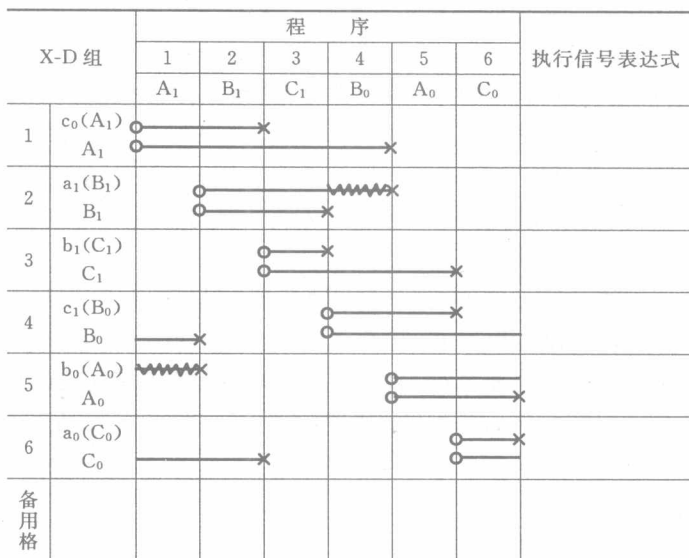 程 序
X-D 组
1 2 3 4 5 6
执行信号表达式
A₁ B₁ C₁ B₀ A₀ C₀
1
c₀(A₁)
A₁
2
a₁(B₁)
B₁
3
b₁(C₁)
C₁
4
c₁(B₀)
B₀
5
b₀(A₀)
A₀
6
a₀(C₀)
C₀
备用格